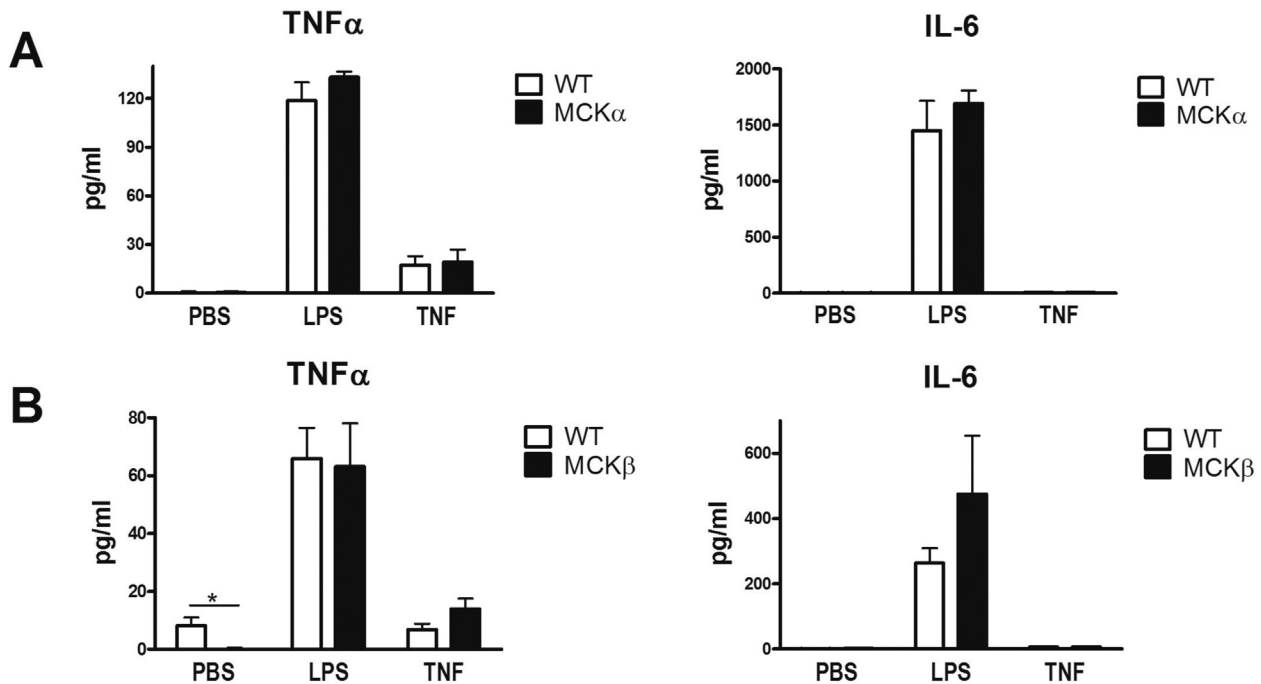 A
TNFα
pg/ml
120
90
60
30
0
PBS LPS TNF
WT
MCKα
IL-6
pg/ml
2000
1500
1000
500
0
PBS LPS TNF
WT
MCKα
B
TNFα
pg/ml
80
60
40
20
0
*
PBS LPS TNF
WT
MCKβ
IL-6
pg/ml
600
400
200
0
PBS LPS TNF
WT
MCKβ